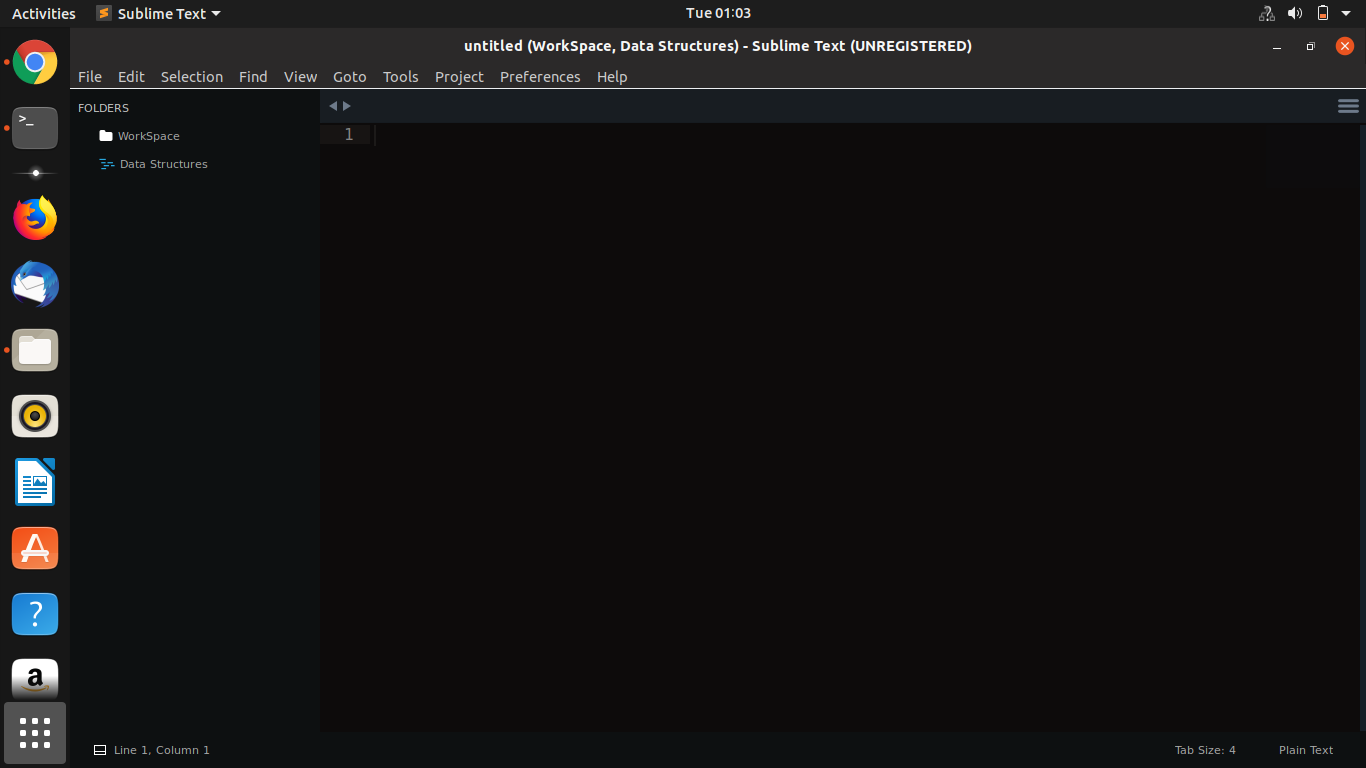 Activities Sublime Text Tue 01:03
untitled (WorkSpace, Data Structures) - Sublime Text (UNREGISTERED)
File Edit Selection Find View Goto Tools Project Preferences Help
FOLDERS
WorkSpace
Data Structures
1
>_
?
a
Line 1, Column 1 Tab Size: 4 Plain Text